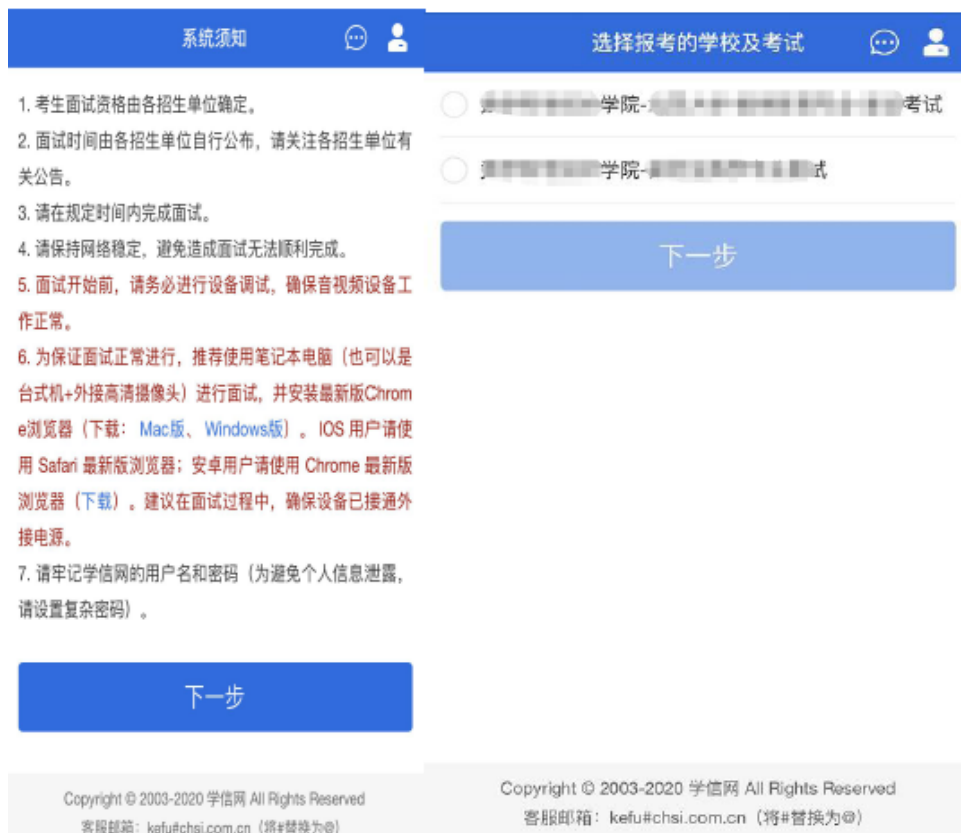 系统须知
1. 考生面试资格由各招生单位确定。
2. 面试时间由各招生单位自行公布，请关注各招生单位有
关公告。
3. 请在规定时间内完成面试。
4. 请保持网络稳定，避免造成面试无法顺利完成。
5. 面试开始前，请务必进行设备调试，确保音视频设备工
作正常。
6. 为保证面试正常进行，推荐使用笔记本电脑（也可以是
台式机+外接高清摄像头）进行面试，并安装最新版Chrom
e浏览器（下载： Mac版、 Windows版）。IOS 用户请使
用 Safari 最新版浏览器；安卓用户请使用 Chrome 最新版
浏览器（下载）。建议在面试过程中，确保设备已接通外
接电源。
7. 请牢记学信网的用户名和密码（为避免个人信息泄露，
请设置复杂密码）。
下一步
Copyright © 2003-2020 学信网 All Rights Reserved
客服邮箱：kefu#chsi.com.cn（将#替换为@）
选择报考的学校及考试
学院- 考试
学院- 试
下一步
Copyright © 2003-2020 学信网 All Rights Reserved
客服邮箱：kefu#chsi.com.cn（将#替换为@）